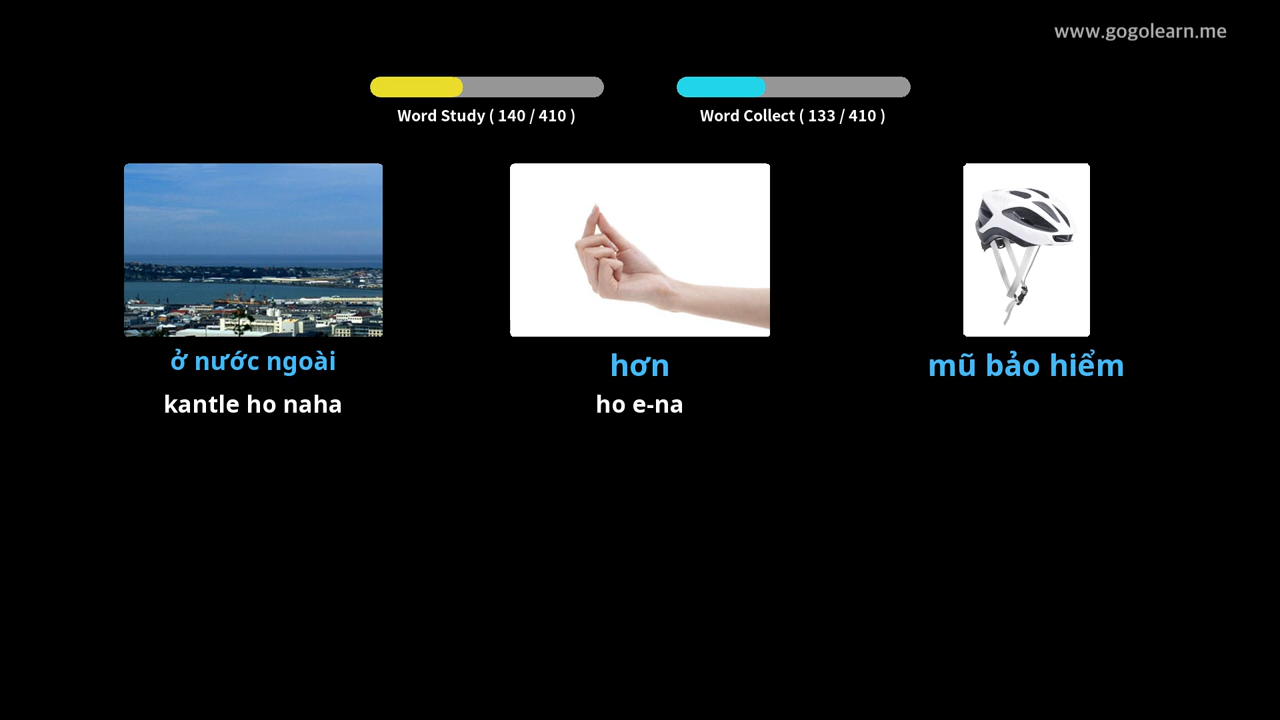 www.gogolearn.me
Word Study ( 140 / 410 )
Word Collect ( 133 / 410 )
ở nước ngoài
hơn
mũ bảo hiểm
kantle ho naha
ho e-na